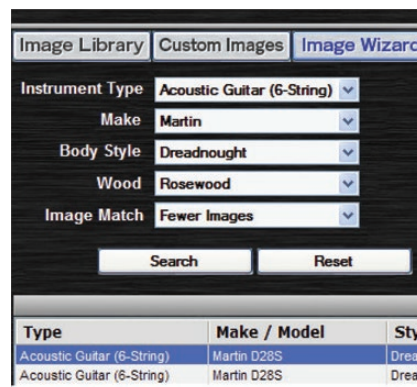 Image Library Custom Images Image Wizard
Instrument Type Acoustic Guitar (6-String)
Make Martin
Body Style Dreadnought
Wood Rosewood
Image Match Fewer Images
Search Reset
Type Make / Model Sty
Acoustic Guitar (6-String) Martin D28S Drea
Acoustic Guitar (6-String) Martin D28S Drea